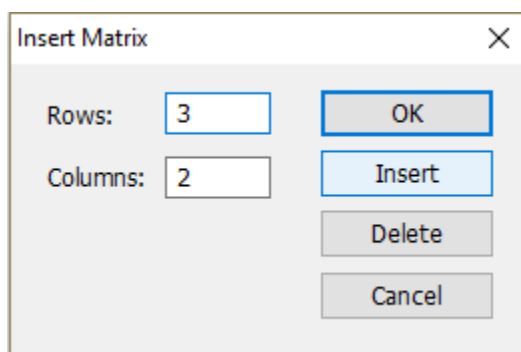 Insert Matrix
Rows: 3
OK
Columns: 2
Insert
Delete
Cancel